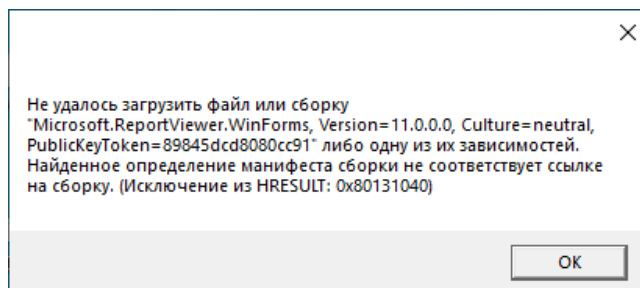 Не удалось загрузить файл или сборку
"Microsoft.ReportViewer.WinForms, Version=11.0.0.0, Culture=neutral,
PublicKeyToken=89845dcd8080cc91" либо одну из их зависимостей.
Найденное определение манифеста сборки не соответствует ссылке
на сборку. (Исключение из HRESULT: 0x80131040)
OK